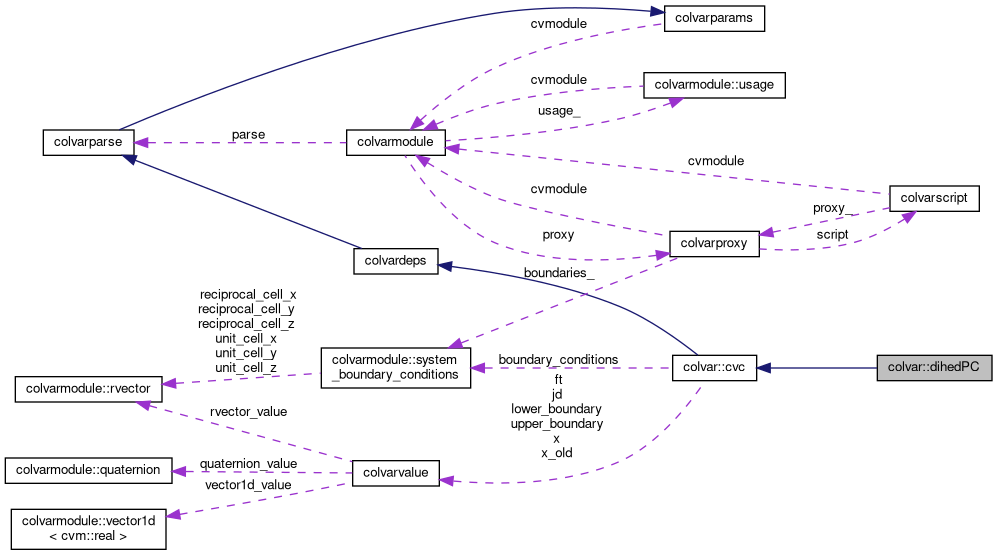 colvarparams
cvmodule
cvmodule
colvarmodule::usage
usage_
colvarparse
parse
colvarmodule
cvmodule
colvarscript
cvmodule
proxy_
script
proxy
colvarproxy
colvardeps
boundaries_
reciprocal_cell_x
reciprocal_cell_y
reciprocal_cell_z
unit_cell_x
unit_cell_y
unit_cell_z
colvarmodule::system
_boundary_conditions
boundary_conditions
colvar::cvc
colvar::dihedPC
ft
jd
lower_boundary
upper_boundary
x
x_old
colvarmodule::rvector
rvector_value
colvarmodule::quaternion
quaternion_value
colvarvalue
vector1d_value
colvarmodule::vector1d
< cvm::real >